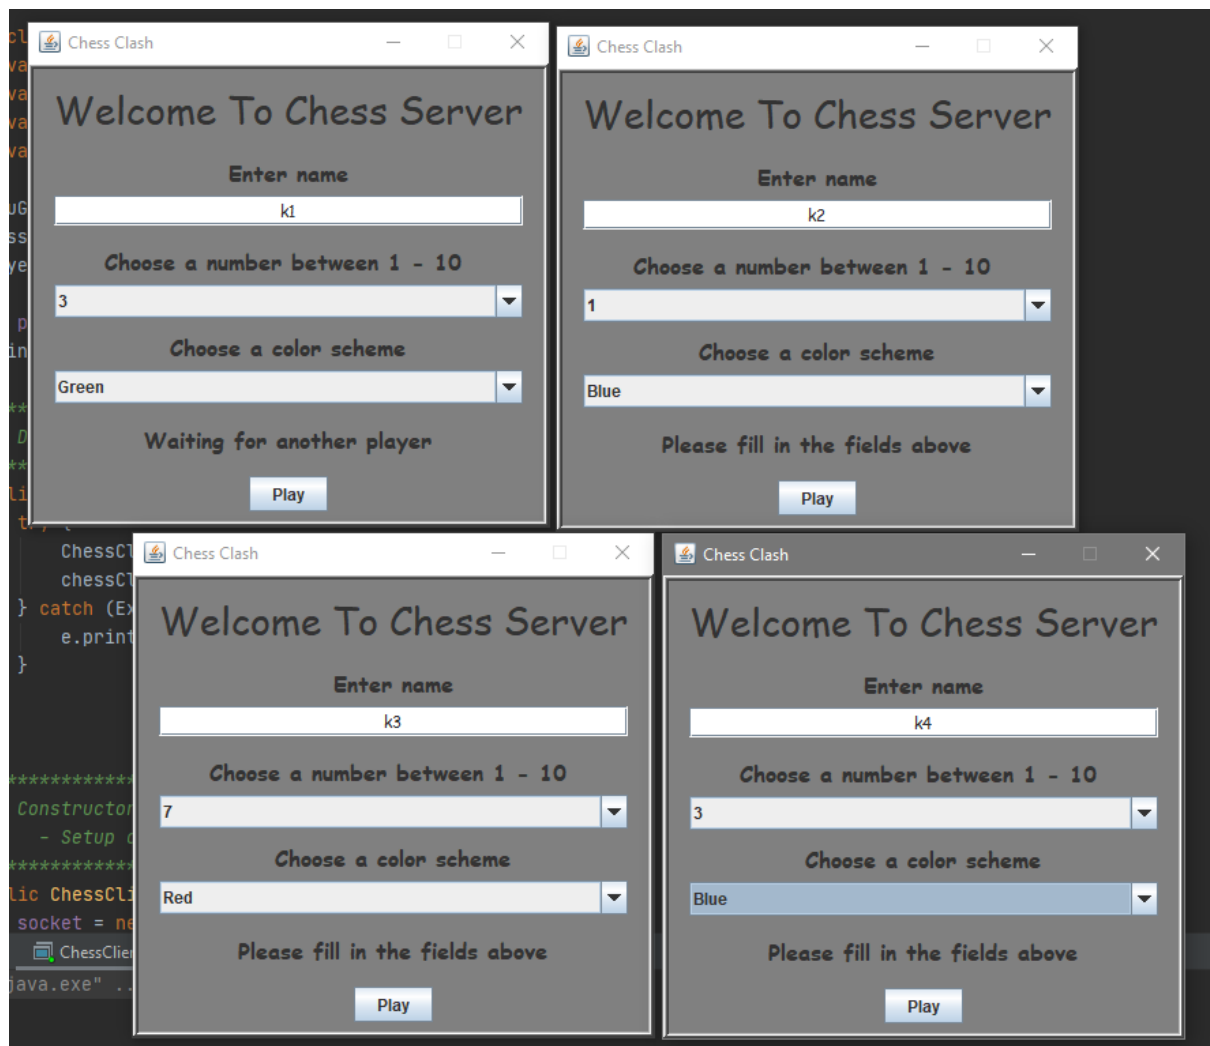 Chess Clash
Welcome To Chess Server
Enter name
k1
Choose a number between 1 - 10
3
Choose a color scheme
Green
Waiting for another player
Play
Chess Clash
Welcome To Chess Server
Enter name
k2
Choose a number between 1 - 10
1
Choose a color scheme
Blue
Please fill in the fields above
Play
Chess Clash
Welcome To Chess Server
Enter name
k3
Choose a number between 1 - 10
7
Choose a color scheme
Red
Please fill in the fields above
Play
Chess Clash
Welcome To Chess Server
Enter name
k4
Choose a number between 1 - 10
3
Choose a color scheme
Blue
Please fill in the fields above
Play
ChessCl
chessCl
} catch (Ex
e.print
}
*************
Constructor
- Setup
*************
lic ChessCli
socket = ne
ChessClien
java.exe" ..